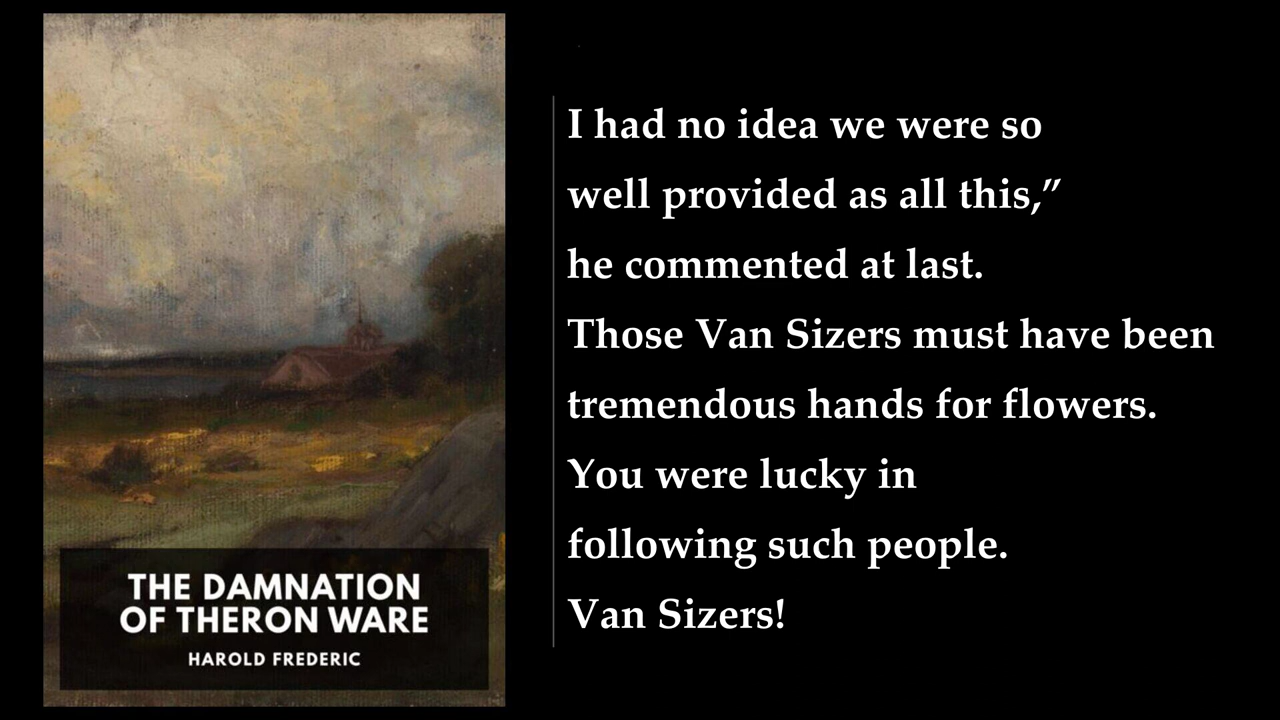 THE DAMNATION
OF THERON WARE
HAROLD FREDERIC
I had no idea we were so
well provided as all this,”
he commented at last.
Those Van Sizers must have been
tremendous hands for flowers.
You were lucky in
following such people.
Van Sizers!